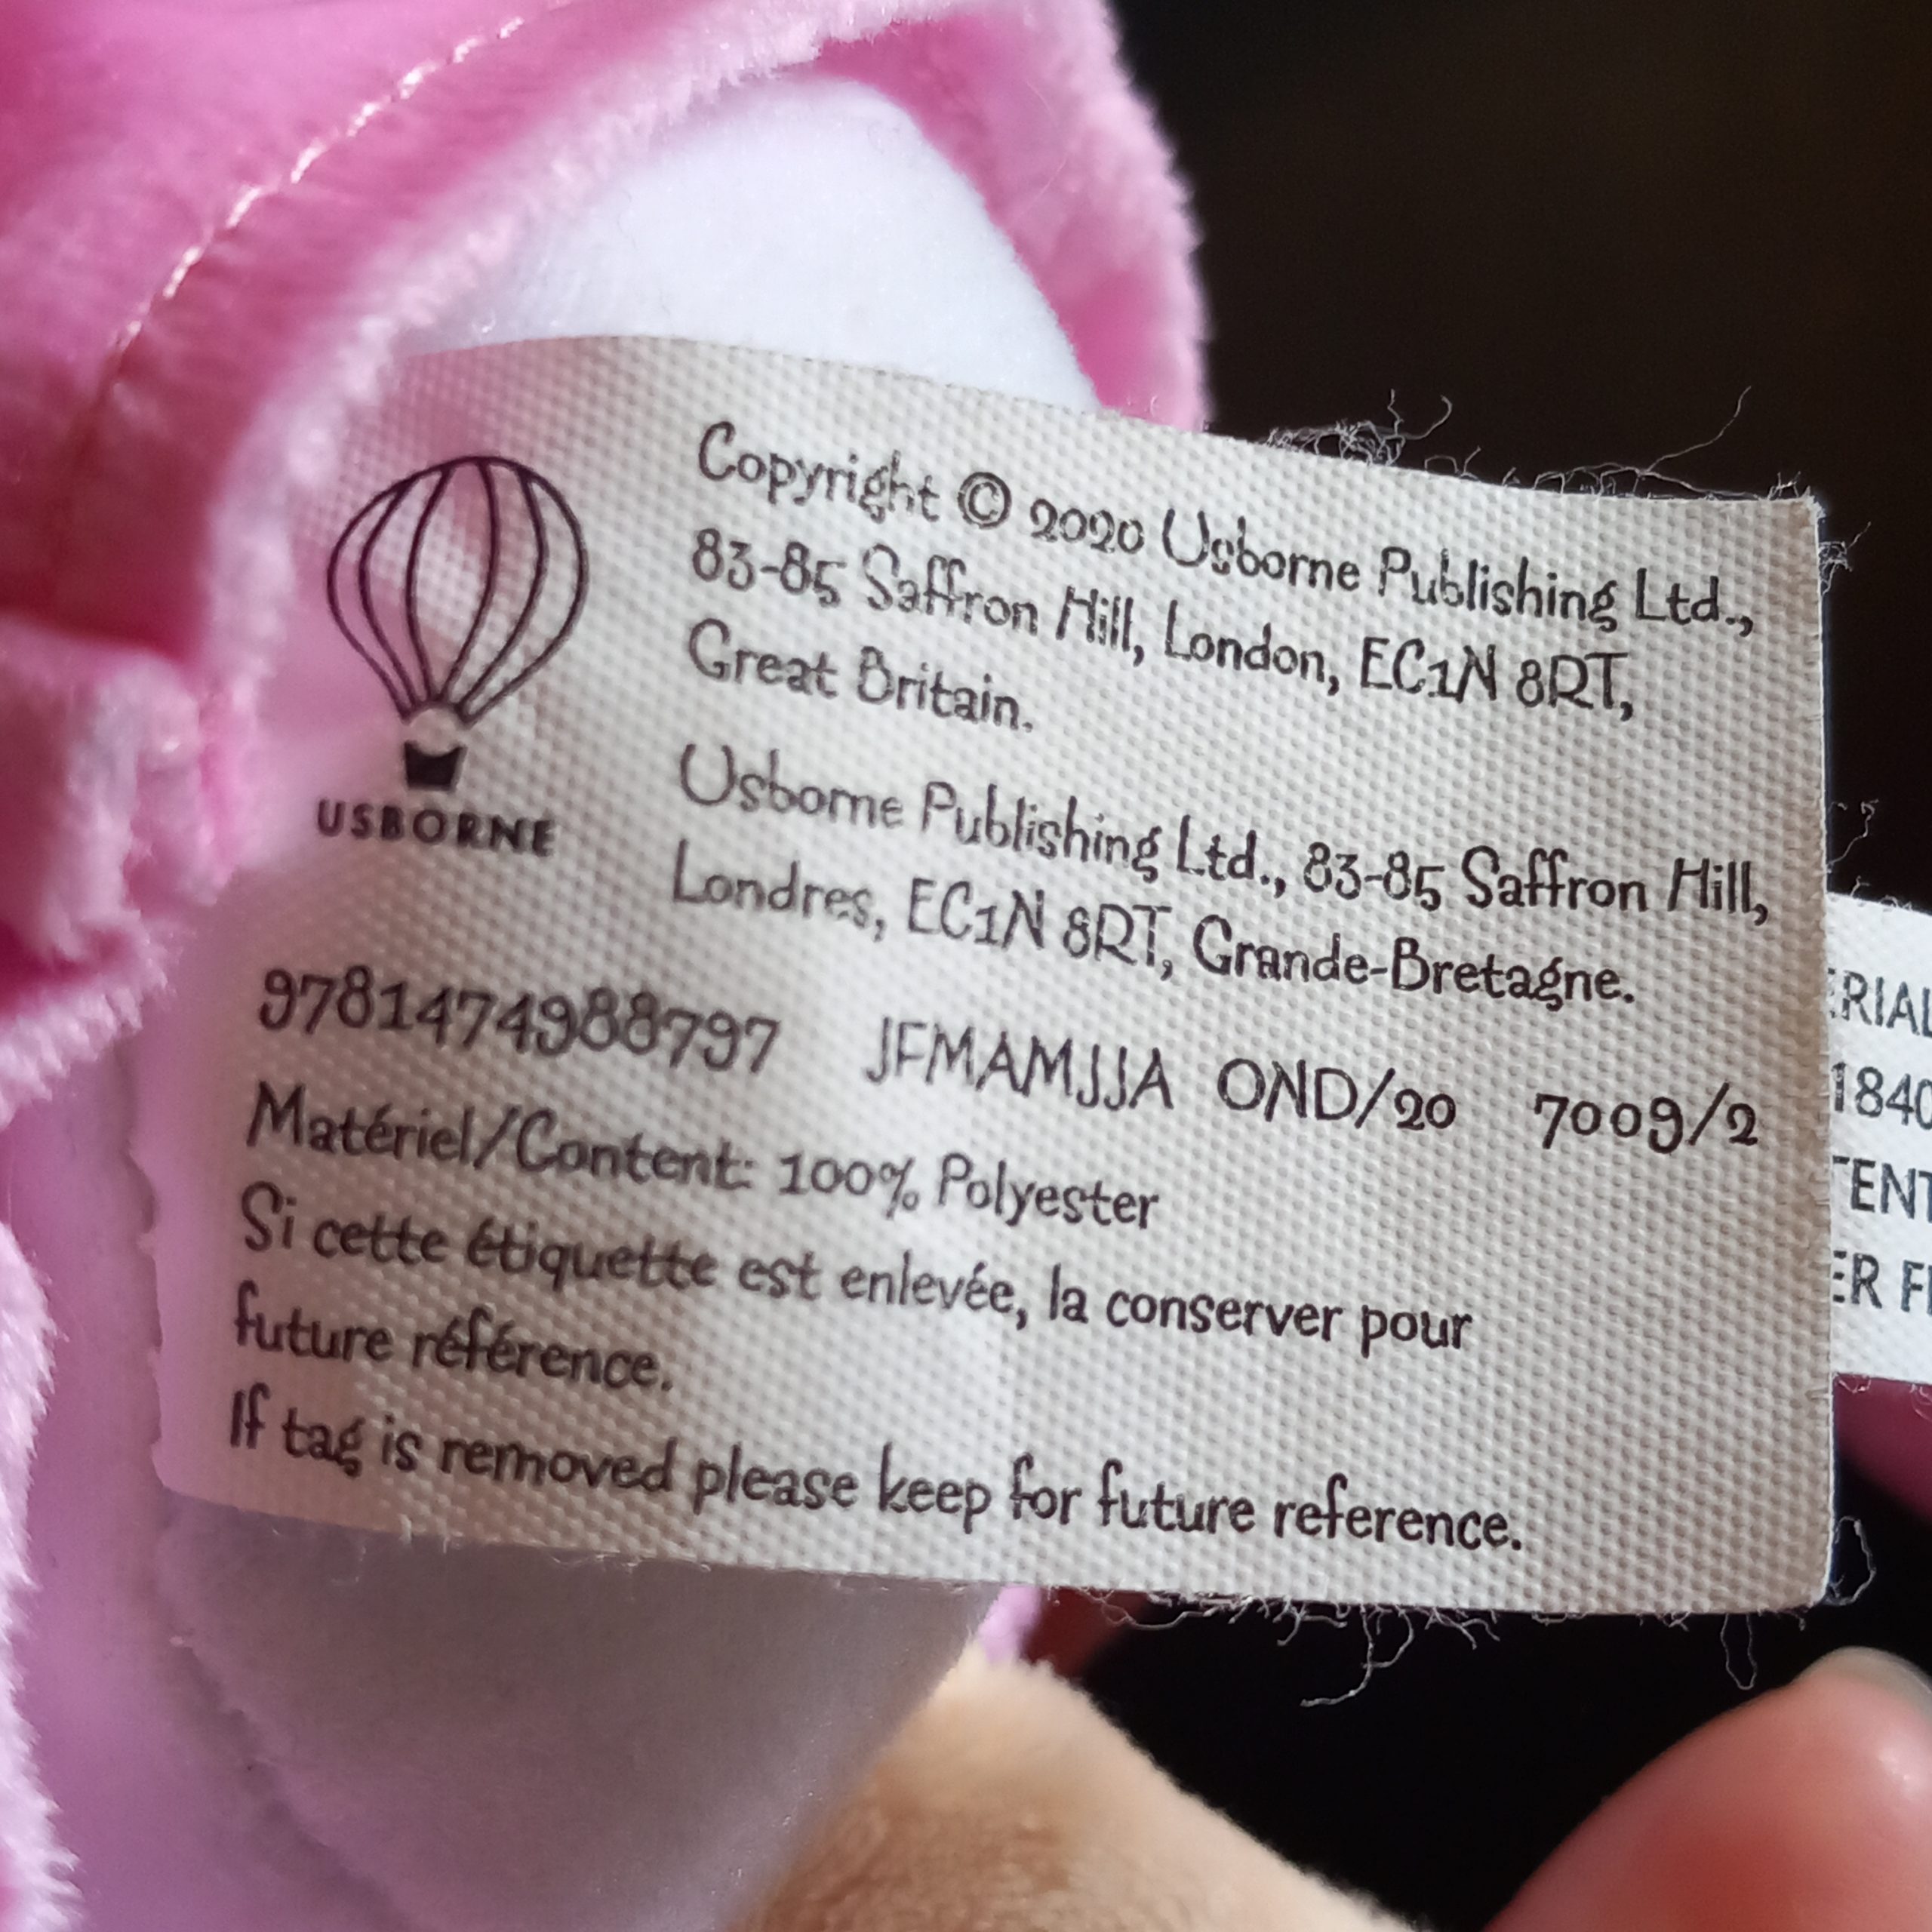 USBORNE
Copyright © 2020 Usborne Publishing Ltd.,
83-85 Saffron Hill, London, EC1N 8RT,
Great Britain.
Usborne Publishing Ltd., 83-85 Saffron Hill,
Londres, EC1N 8RT, Grande-Bretagne.
9781474988797 JFMAMJJA OND/20 7009/2
Matériel/Content: 100% Polyester
Si cette étiquette est enlevée, la conserver pour
future référence.
If tag is removed please keep for future reference.